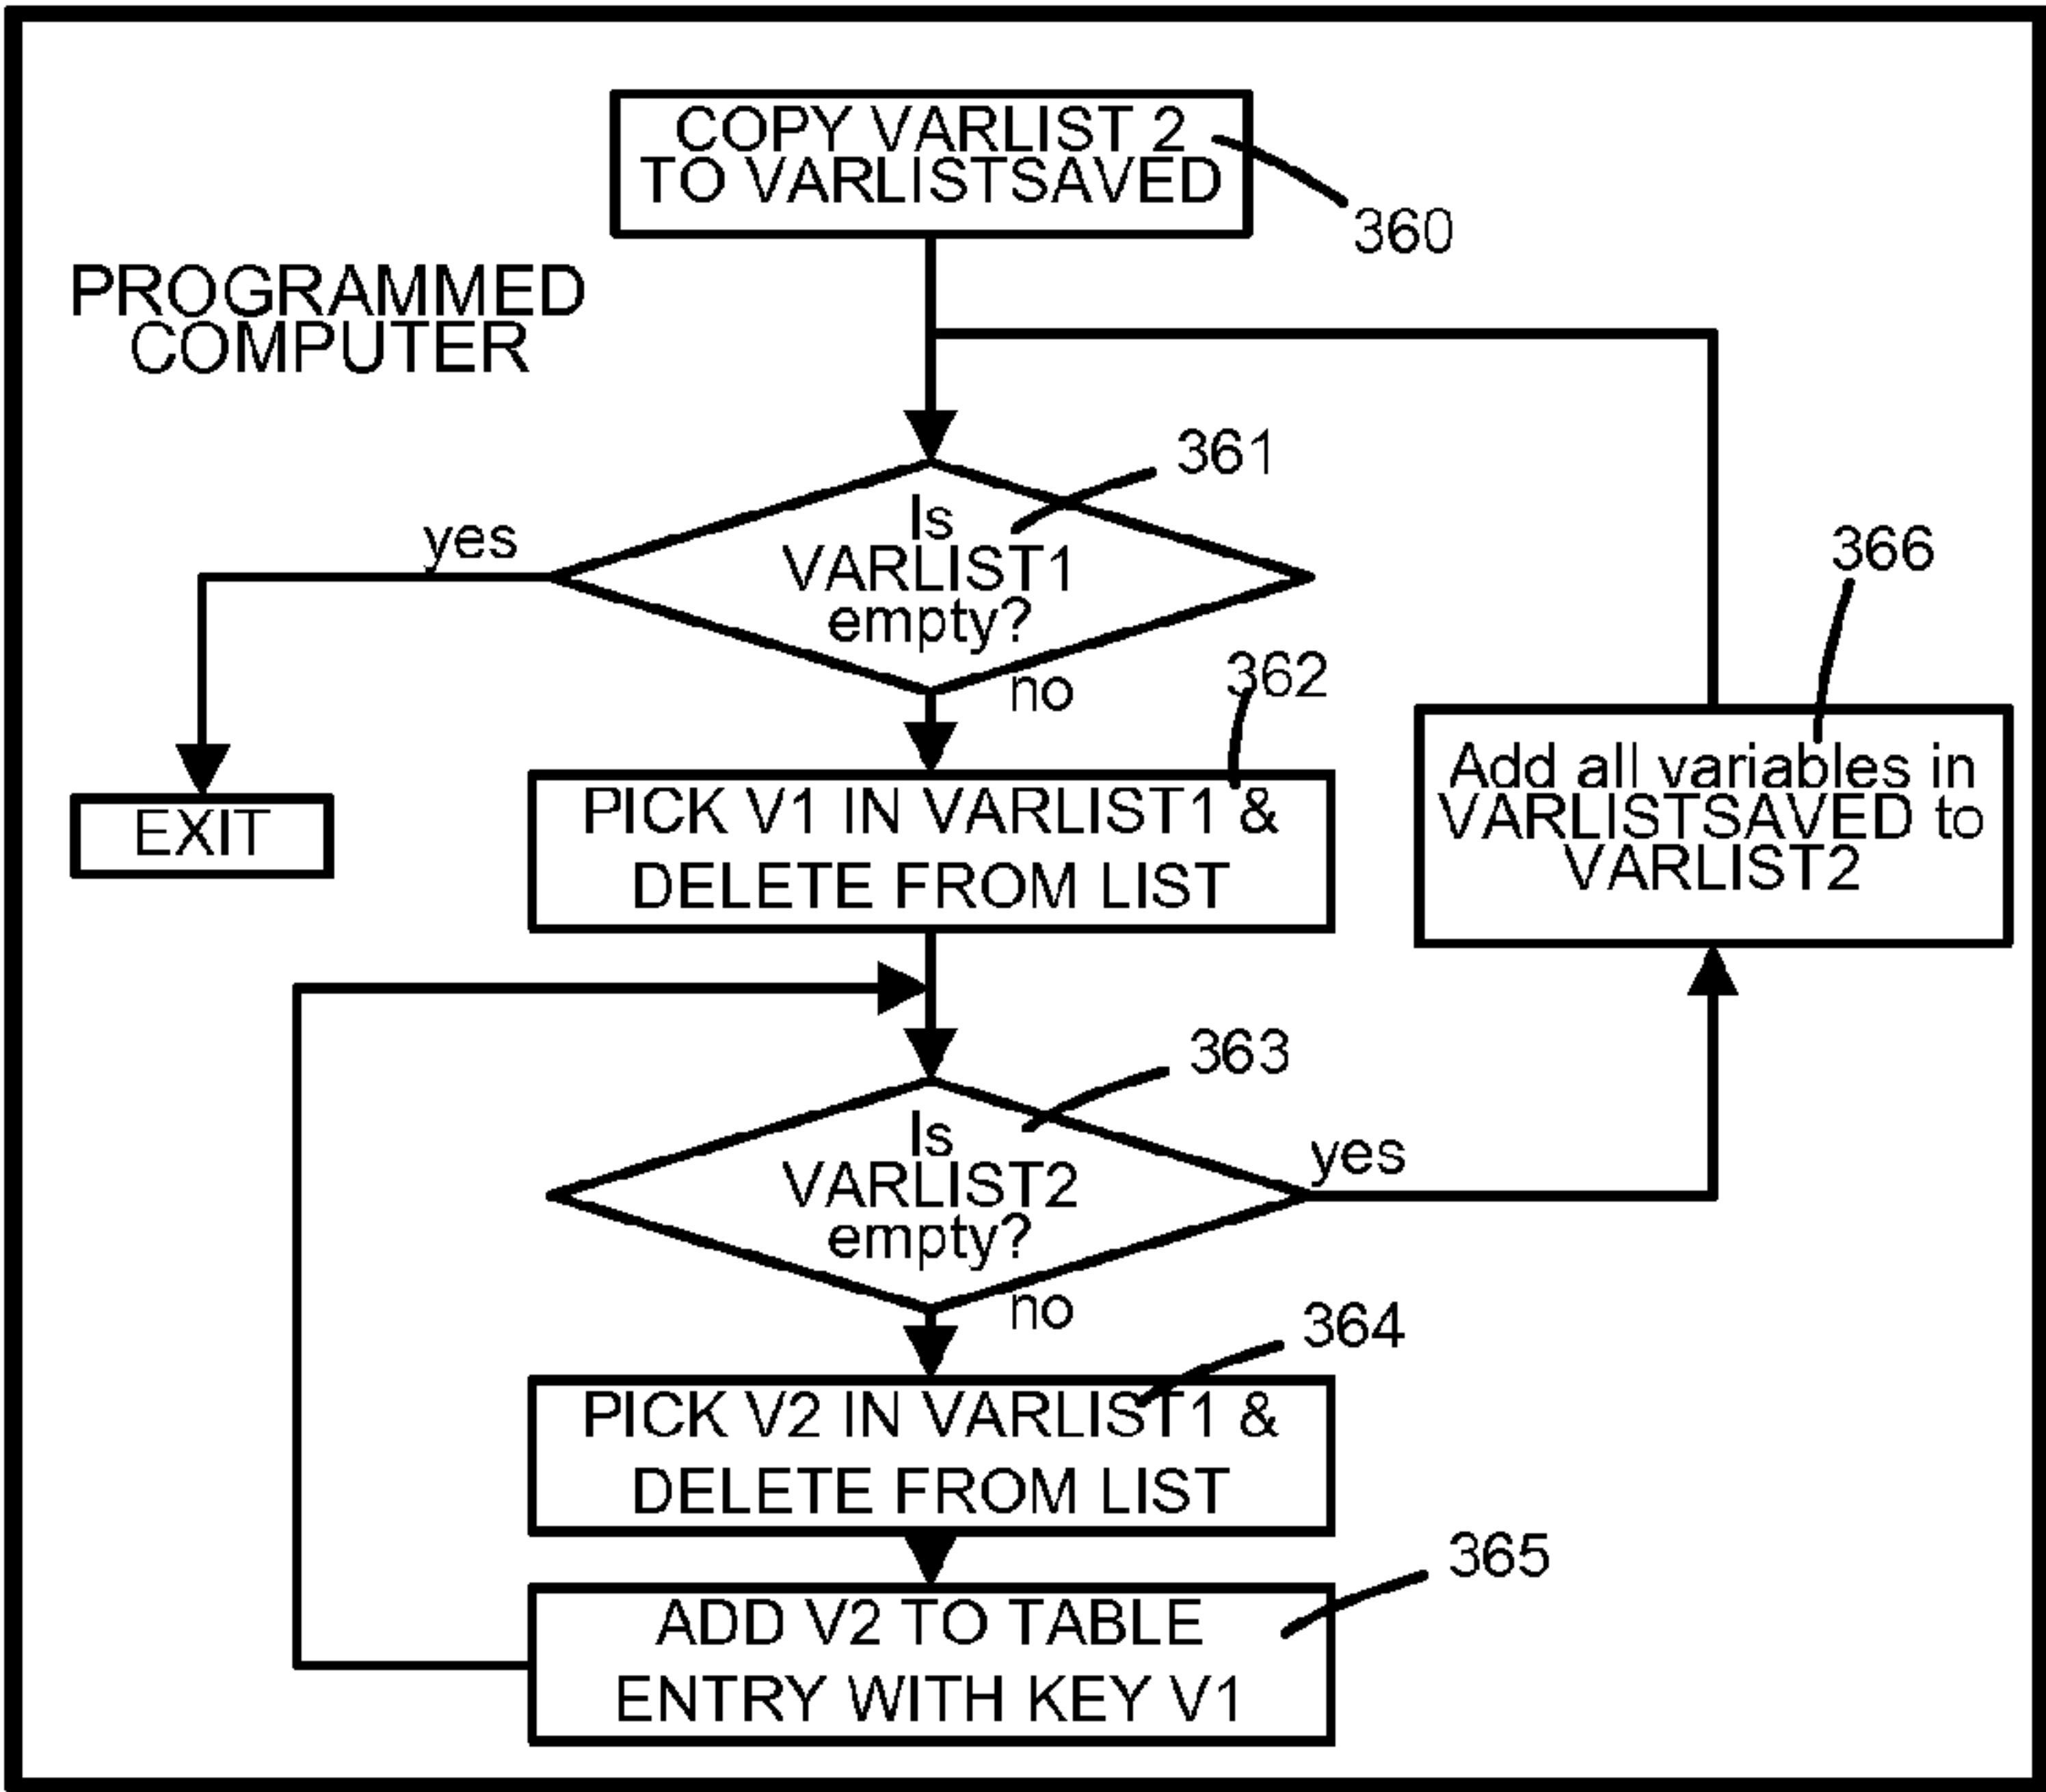 COPY VARLIST 2
TO VARLISTSAVED
360
PROGRAMMED
COMPUTER
361
Is
VARLIST1
empty?
yes
no
366
362
EXIT
PICK V1 IN VARLIST1 &
DELETE FROM LIST
Add all variables in
VARLISTSAVED to
VARLIST2
363
Is
VARLIST2
empty?
yes
no
364
PICK V2 IN VARLIST1 &
DELETE FROM LIST
365
ADD V2 TO TABLE
ENTRY WITH KEY V1